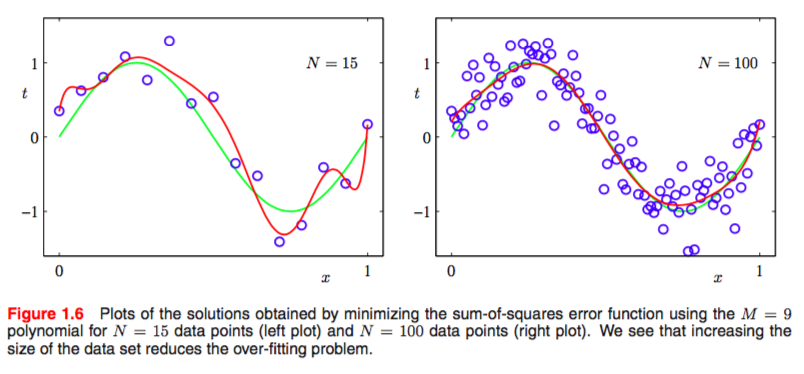 1
t
0
−1
N = 15
0
x
1
1
t
0
−1
N = 100
0
x
1
Figure 1.6 Plots of the solutions obtained by minimizing the sum-of-squares error function using the M = 9
polynomial for N = 15 data points (left plot) and N = 100 data points (right plot). We see that increasing the
size of the data set reduces the over-fitting problem.